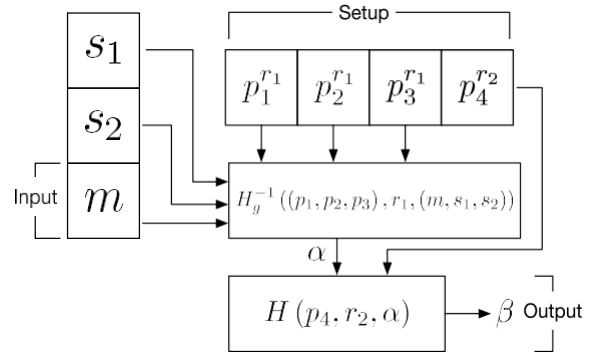 Setup
s_1
p_1^{r_1} p_2^{r_1} p_3^{r_1} p_4^{r_2}
s_2
Input
m
H_g^{-1} ((p_1, p_2, p_3), r_1, (m, s_1, s_2))
α
H (p_4, r_2, α)
β Output